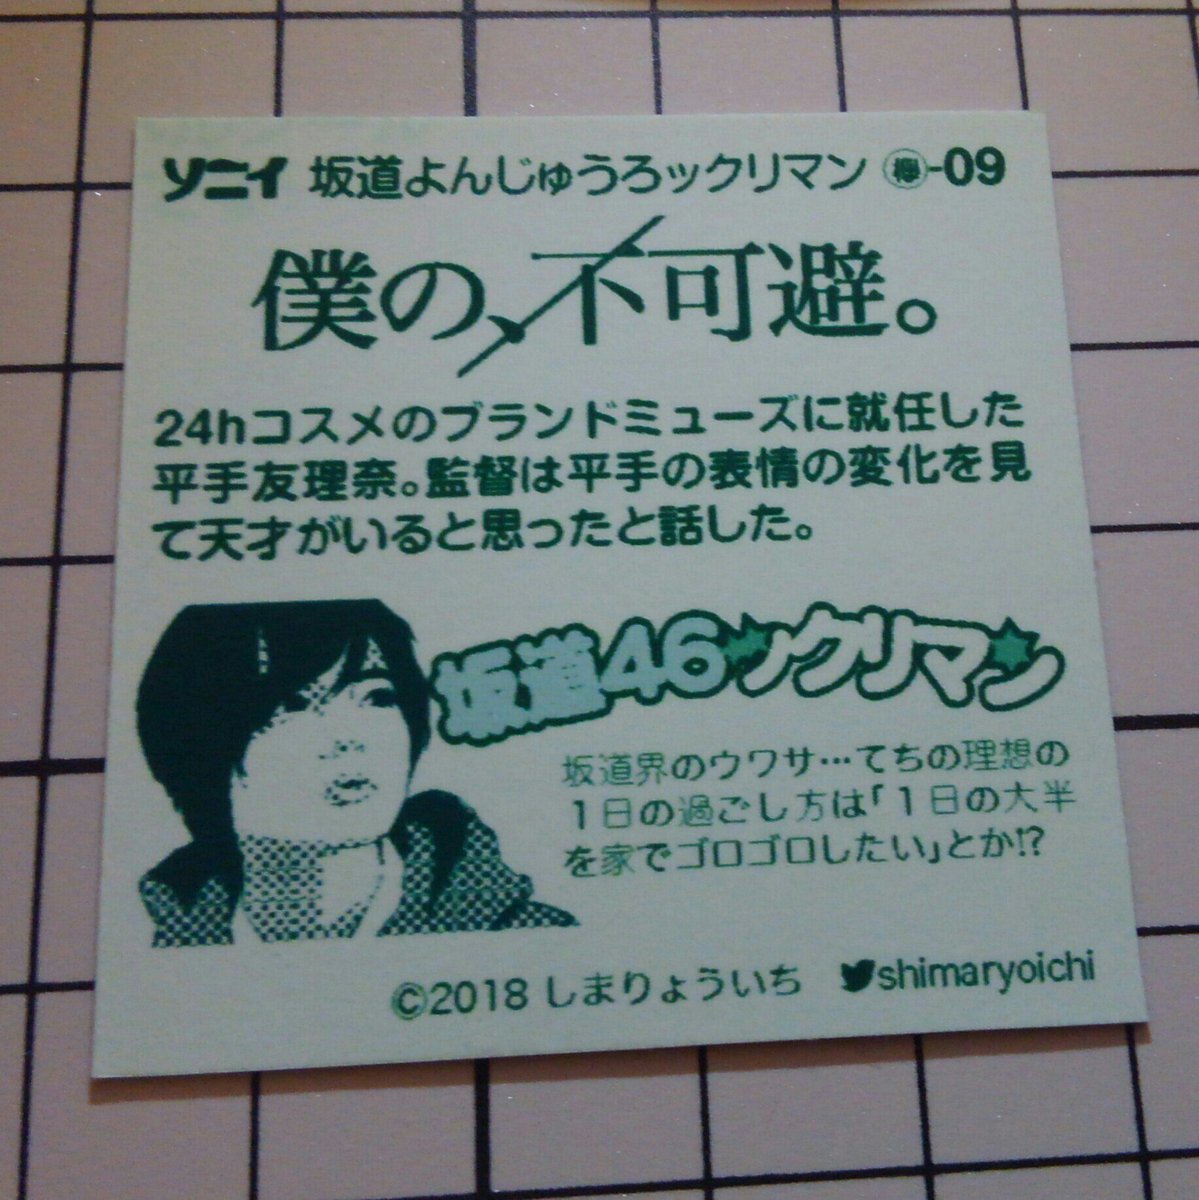 ソニイ 坂道よんじゅうろックリマン 欅-09
僕の、不可避。
24hコスメのブランドミューズに就任した
平手友理奈。監督は平手の表情の変化を見
て天才がいると思ったと話した。
坂道46ックリマン
坂道界のウワサ…てちの理想の
1日の過ごし方は「1日の大半
を家でゴロゴロしたい」とか!?
©2018 しまりょういち shimaryoichi